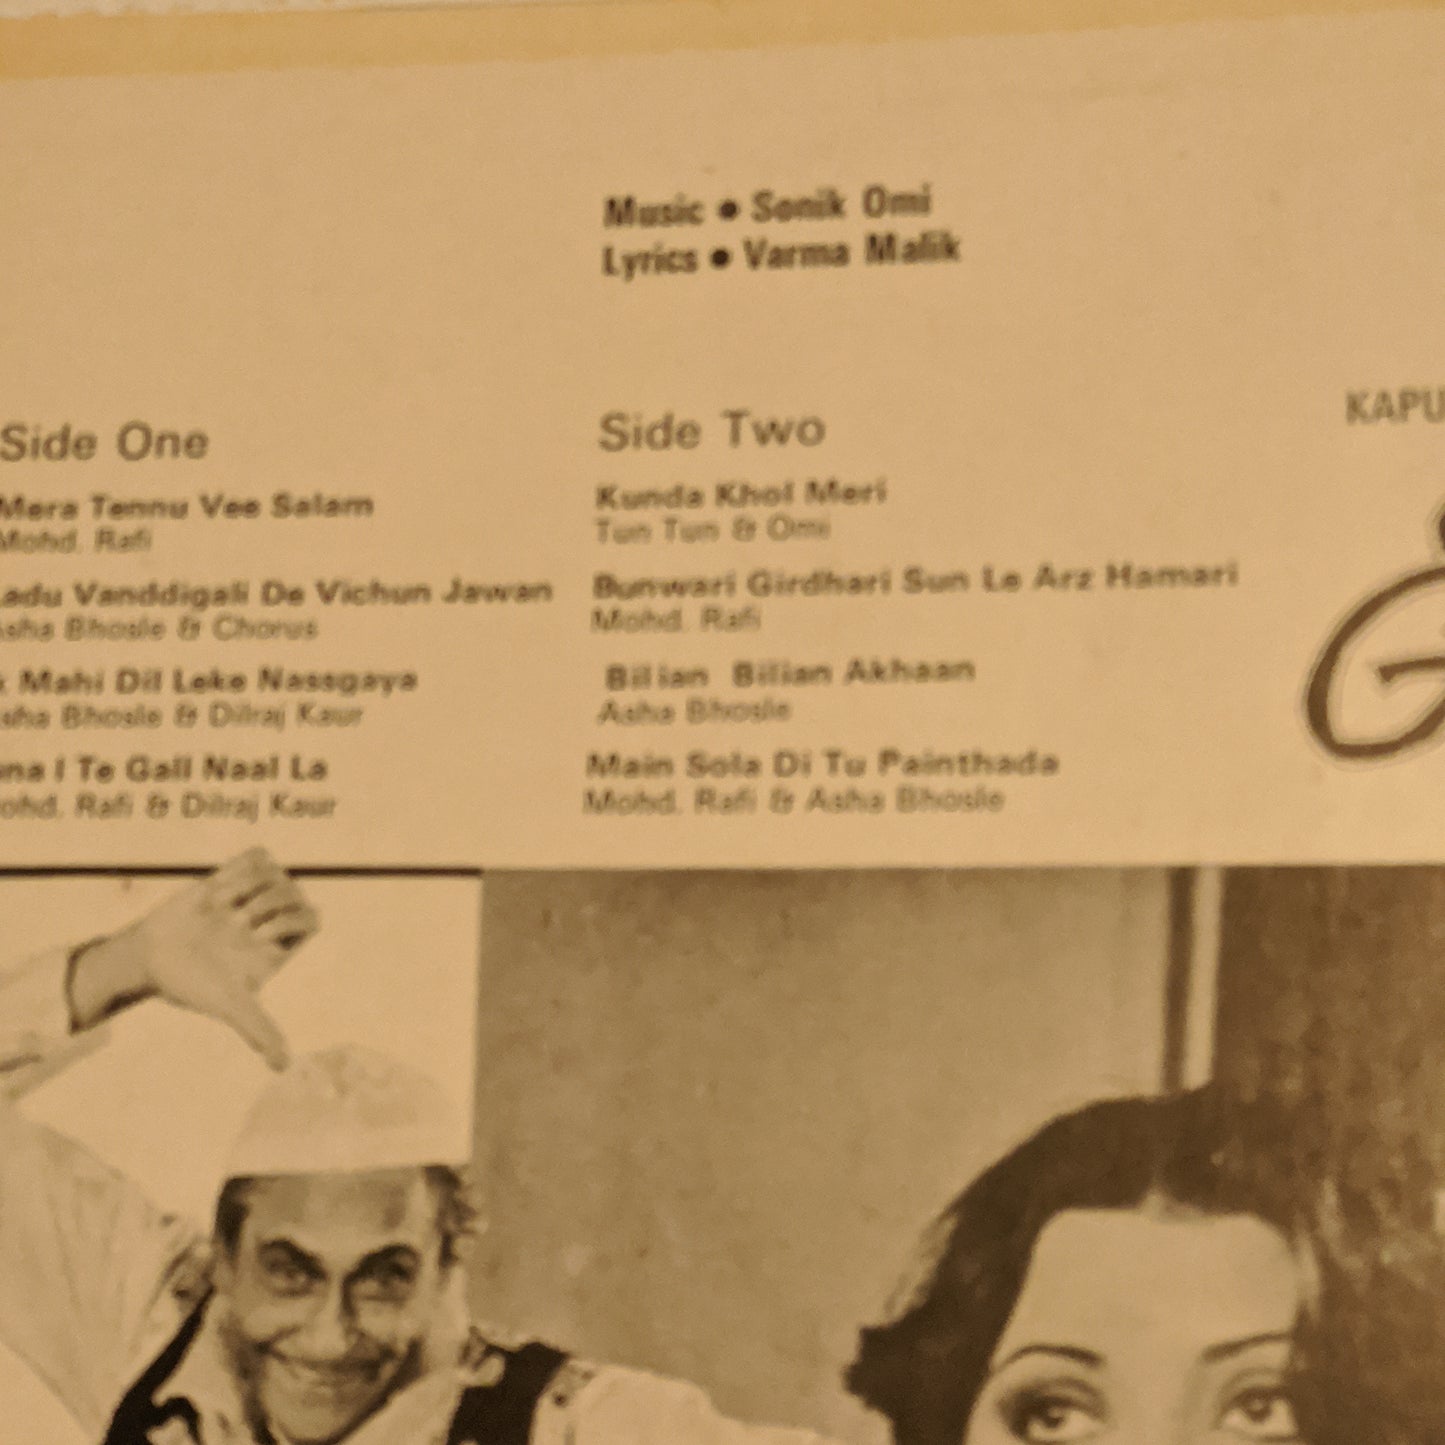 Music • Sonik Omi
Lyrics • Varma Malik
Side One
Mera Tennu Vee Salam
Mohd. Rafi
Ladu Vanddigali De Vichun Jawan
Asha Bhosle & Chorus
Mahi Dil Leke Nassgaya
Asha Bhosle & Dilraj Kaur
I Te Gall Naal La
Mohd. Rafi & Dilraj Kaur
Side Two
Kunda Khol Meri
Tun Tun & Omi
Bunwari Girdhari Sun Le Arz Hamari
Mohd. Rafi
Bilian Bilian Akhaan
Asha Bhosle
Main Sola Di Tu Painthada
Mohd. Rafi & Asha Bhosle
KAPU